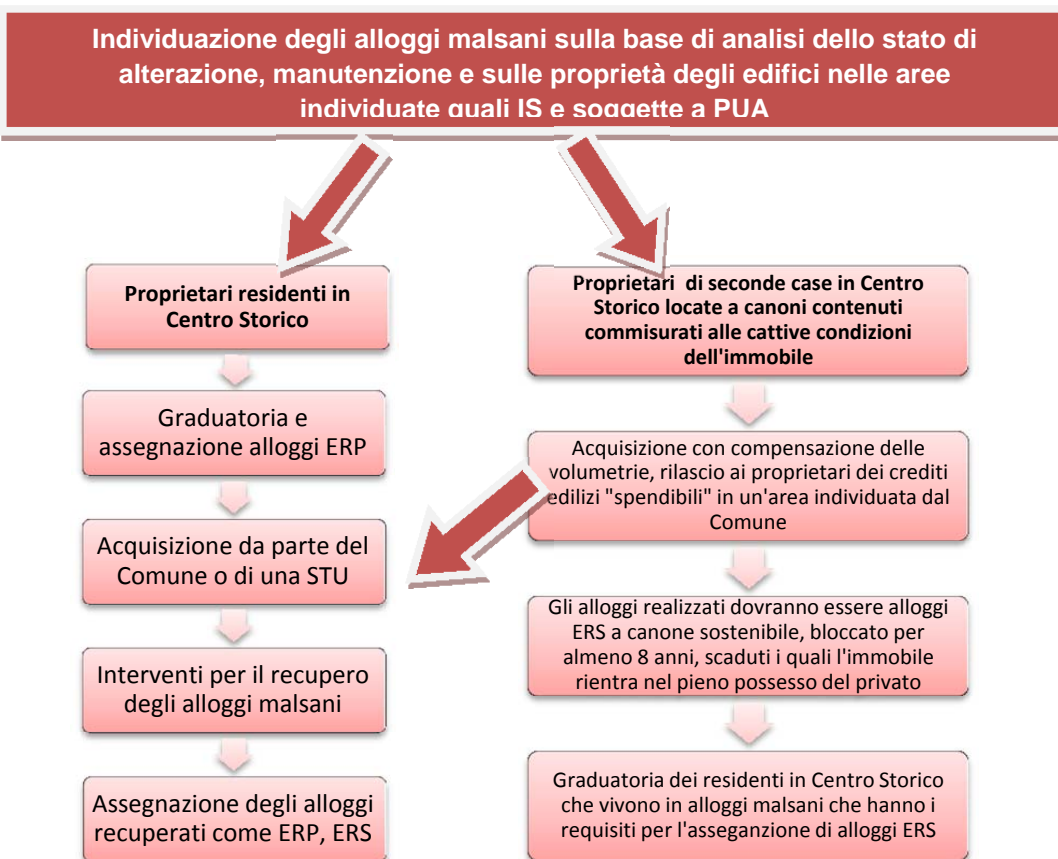 Individuazione degli alloggi malsani sulla base di analisi dello stato di
alterazione, manutenzione e sulle proprietà degli edifici nelle aree
individuate quali IS e soggette a PUA
Proprietari residenti in
Centro Storico
Graduatoria e
assegnazione alloggi ERP
Acquisizione da parte del
Comune o di una STU
Interventi per il recupero
degli alloggi malsani
Assegnazione degli alloggi
recuperati come ERP, ERS
Proprietari di seconde case in Centro
Storico locate a canoni contenuti
commisurati alle cattive condizioni
dell'immobile
Acquisizione con compensazione delle
volumetrie, rilascio ai proprietari dei crediti
edilizi "spendibili" in un'area individuata dal
Comune
Gli alloggi realizzati dovranno essere alloggi
ERS a canone sostenibile, bloccato per
almeno 8 anni, scaduti i quali l'immobile
rientra nel pieno possesso del privato
Graduatoria dei residenti in Centro Storico
che vivono in alloggi malsani che hanno i
requisiti per l'asseganzione di alloggi ERS